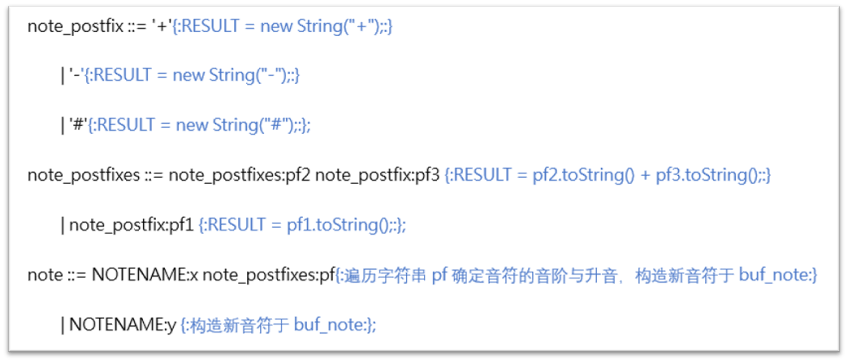 note_postfix ::= '+'{:RESULT = new String("+");:}
| '-'{:RESULT = new String("-");:}
| '#'{:RESULT = new String("#");:};
note_postfixes ::= note_postfixes:pf2 note_postfix:pf3 {:RESULT = pf2.toString() + pf3.toString();:}
| note_postfix:pf1 {:RESULT = pf1.toString();:};
note ::= NOTENAME:x note_postfixes:pf{:遍历字符串 pf 确定音符的音阶与升音，构造新音符于 buf_note:}
| NOTENAME:y {:构造新音符于 buf_note:};